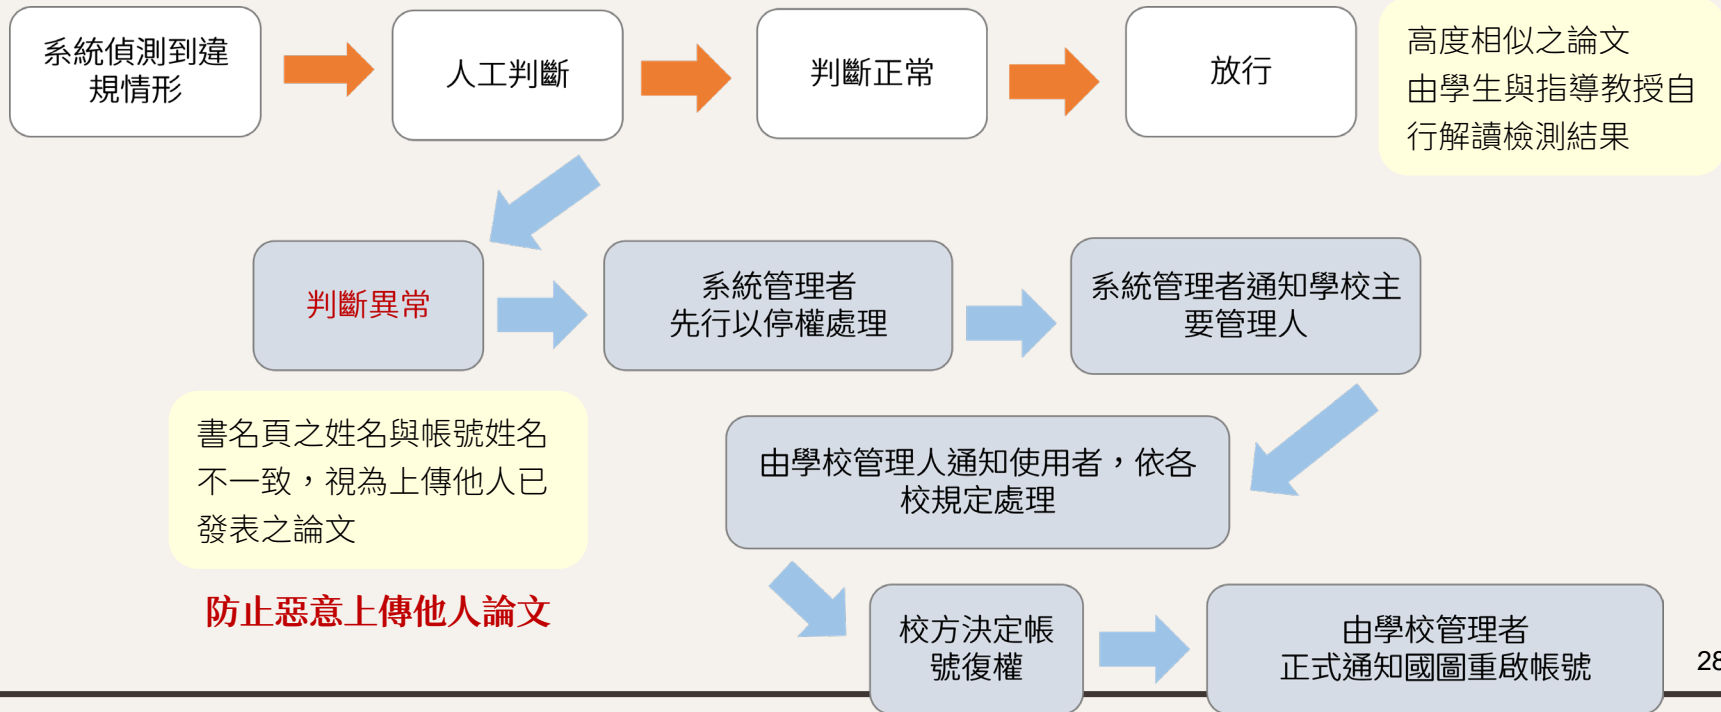 系統偵測到違
規情形
人工判斷
判斷正常
放行
高度相似之論文
由學生與指導教授自
行解讀檢測結果
判斷異常
系統管理者
先行以停權處理
系統管理者通知學校主
要管理人
書名頁之姓名與帳號姓名
不一致，視為上傳他人已
發表之論文
防止惡意上傳他人論文
由學校管理人通知使用者，依各
校規定處理
校方決定帳
號復權
由學校管理者
正式通知國圖重啟帳號
28